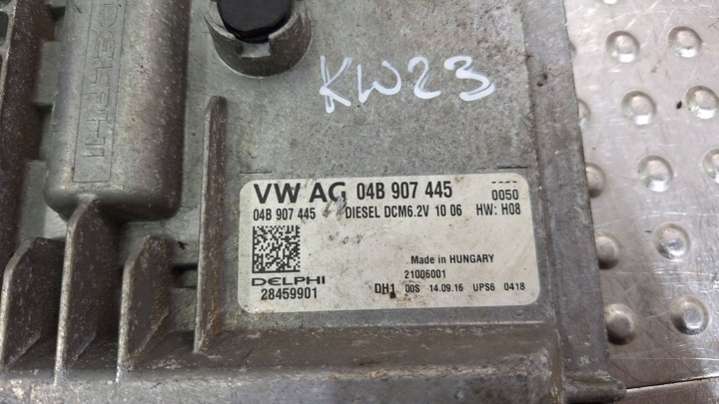 DELPHI
KW23
VW AG 04B 907 445
0050
04B 907 445 DIESEL DCM6.2V 10 06 HW: H08
Made in HUNGARY
21006001
DELPHI
28459901
DH1 00S 14.09.16 UPS6 0418